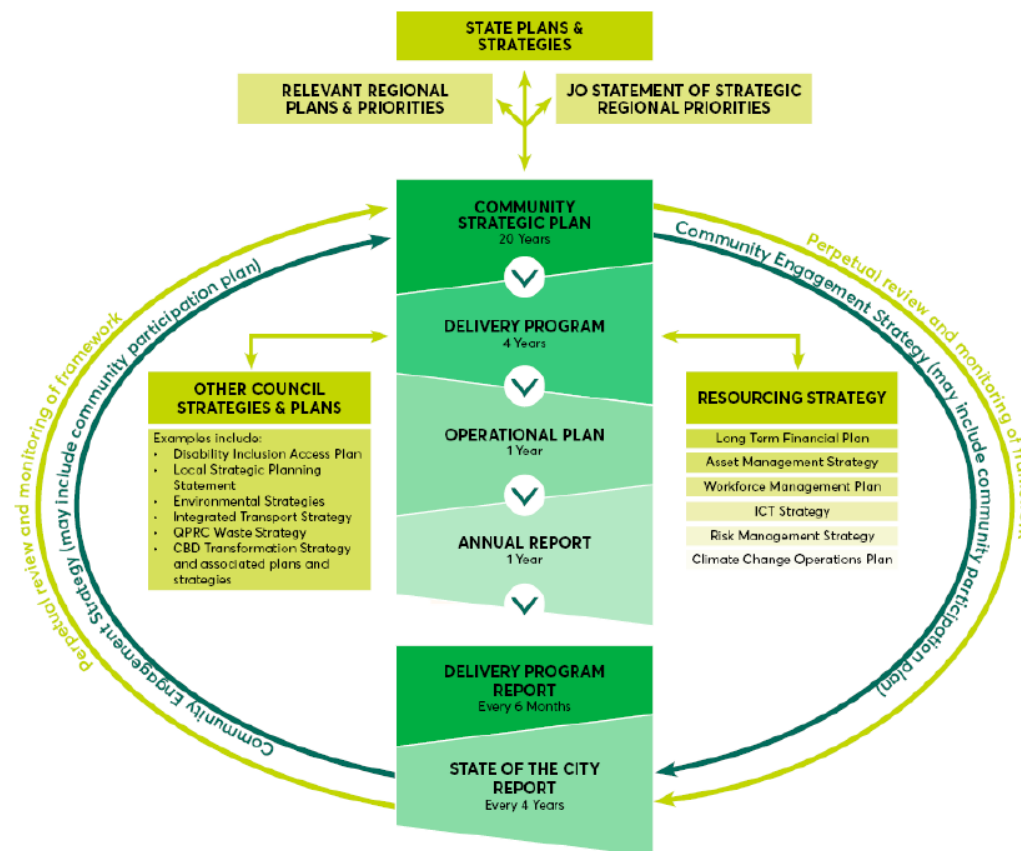 STATE PLANS &
STRATEGIES
RELEVANT REGIONAL
PLANS & PRIORITIES
JO STATEMENT OF STRATEGIC
REGIONAL PRIORITIES
COMMUNITY
STRATEGIC PLAN
20 Years
DELIVERY PROGRAM
4 Years
OPERATIONAL PLAN
1 Year
ANNUAL REPORT
1 Year
DELIVERY PROGRAM
REPORT
Every 6 Months
STATE OF THE CITY
REPORT
Every 4 Years
OTHER COUNCIL
STRATEGIES & PLANS
Examples include:
• Disability Inclusion Access Plan
• Local Strategic Planning
Statement
• Environmental Strategies
• Integrated Transport Strategy
• QPRC Waste Strategy
• CBD Transformation Strategy
and associated plans and
strategies
RESOURCING STRATEGY
Long Term Financial Plan
Asset Management Strategy
Workforce Management Plan
ICT Strategy
Risk Management Strategy
Climate Change Operations Plan
Perpetual review and monitoring of framework
Community Engagement Strategy (may include community participation plan)
Community Engagement Strategy (may include community participation plan)
Perpetual review and monitoring of